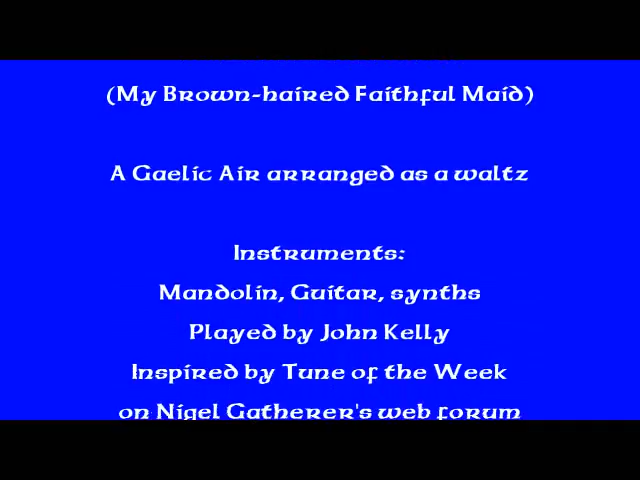 (My Brown-haired Faithful Maid)
A Gaelic Air arranged as a waltz
Instruments:
Mandolin, Guitar, synths
Played by John Kelly
Inspired by Tune of the Week
on Nigel Gatherer's web forum